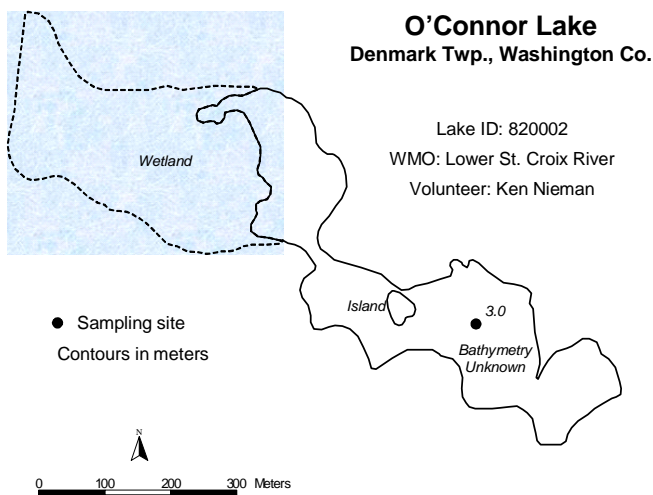 O'Connor Lake
Denmark Twp., Washington Co.
Lake ID: 820002
WMO: Lower St. Croix River
Volunteer: Ken Nieman
Wetland
Island
3.0
Bathymetry
Unknown
Sampling site
Contours in meters
N
0 100 200 300 Meters